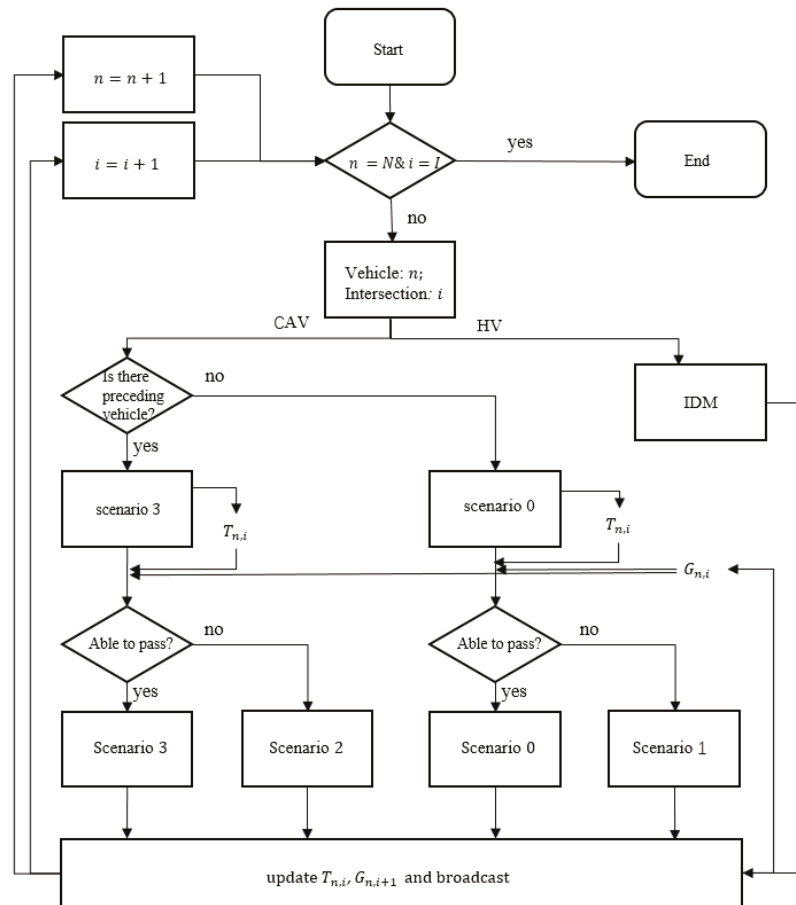 Start
n = n + 1
i = i + 1
n = N& i = I
yes
End
no
Vehicle: n;
Intersection: i
CAV
HV
Is there
preceding
vehicle?
no
IDM
yes
scenario 3
T_{n,i}
scenario 0
T_{n,i}
G_{n,i}
Able to pass?
no
Able to pass?
no
yes
yes
Scenario 3
Scenario 2
Scenario 0
Scenario 1
update T_{n,i}, G_{n,i+1} and broadcast